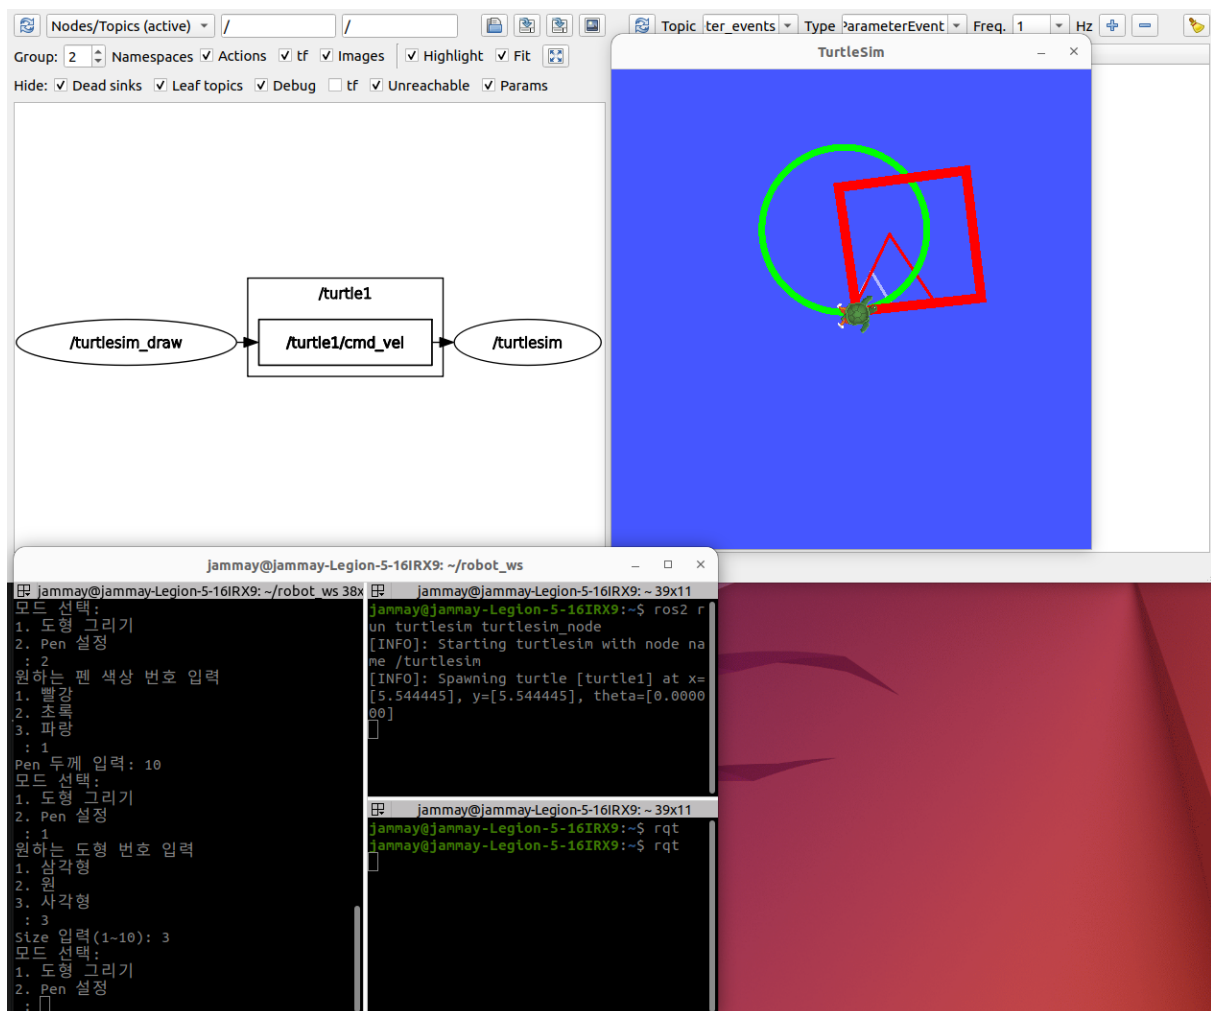 Nodes/Topics (active) / /
Group: 2 Namespaces Actions tf Images Highlight Fit
Hide: Dead sinks Leaf topics Debug tf Unreachable Params
/turtle1
/turtlesim_draw
/turtle1/cmd_vel
/turtlesim
Topic ter_events Type ParameterEvent Freq. 1 Hz
TurtleSim
jammay@jammay-Legion-5-16IRX9: ~/robot_ws
jammay@jammay-Legion-5-16IRX9: ~/robot_ws 38x
모드 선택:
1. 도형 그리기
2. Pen 설정
: 2
원하는 펜 색상 번호 입력
1. 빨강
2. 초록
3. 파랑
: 1
Pen 두께 입력: 10
모드 선택:
1. 도형 그리기
2. Pen 설정
: 1
원하는 도형 번호 입력
1. 삼각형
2. 원
3. 사각형
: 3
Size 입력(1~10): 3
모드 선택:
1. 도형 그리기
2. Pen 설정
:
jammay@jammay-Legion-5-16IRX9: ~ 39x11
jammay@jammay-Legion-5-16IRX9:~$ ros2 r
un turtlesim turtlesim_node
[INFO]: Starting turtlesim with node na
me /turtlesim
[INFO]: Spawning turtle [turtle1] at x=
[5.544445], y=[5.544445], theta=[0.0000
00]
jammay@jammay-Legion-5-16IRX9: ~ 39x11
jammay@jammay-Legion-5-16IRX9:~$ rqt
jammay@jammay-Legion-5-16IRX9:~$ rqt